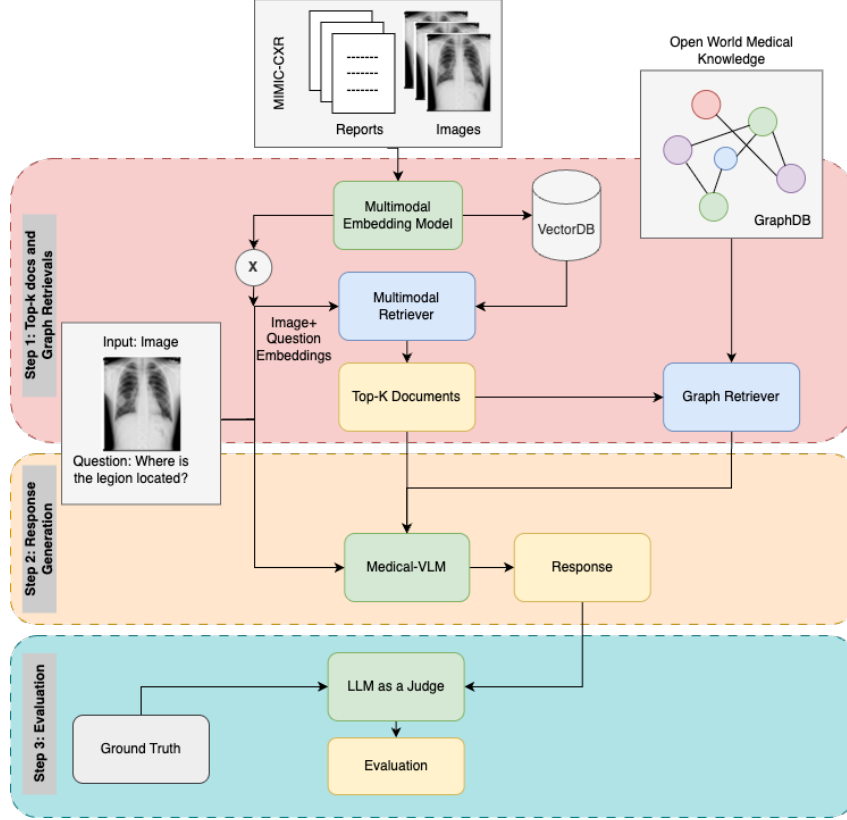 MIMIC-CXR
-------
-------
-------
Reports
Images
Open World Medical
Knowledge
GraphDB
Step 1: Top-k docs and
Graph Retrievals
Multimodal
Embedding Model
VectorDB
X
Multimodal
Retriever
Image+
Question
Embeddings
Input: Image
Question: Where is
the legion located?
Top-K Documents
Graph Retriever
Step 2: Response
Generation
Medical-VLM
Response
Step 3: Evaluation
LLM as a Judge
Ground Truth
Evaluation